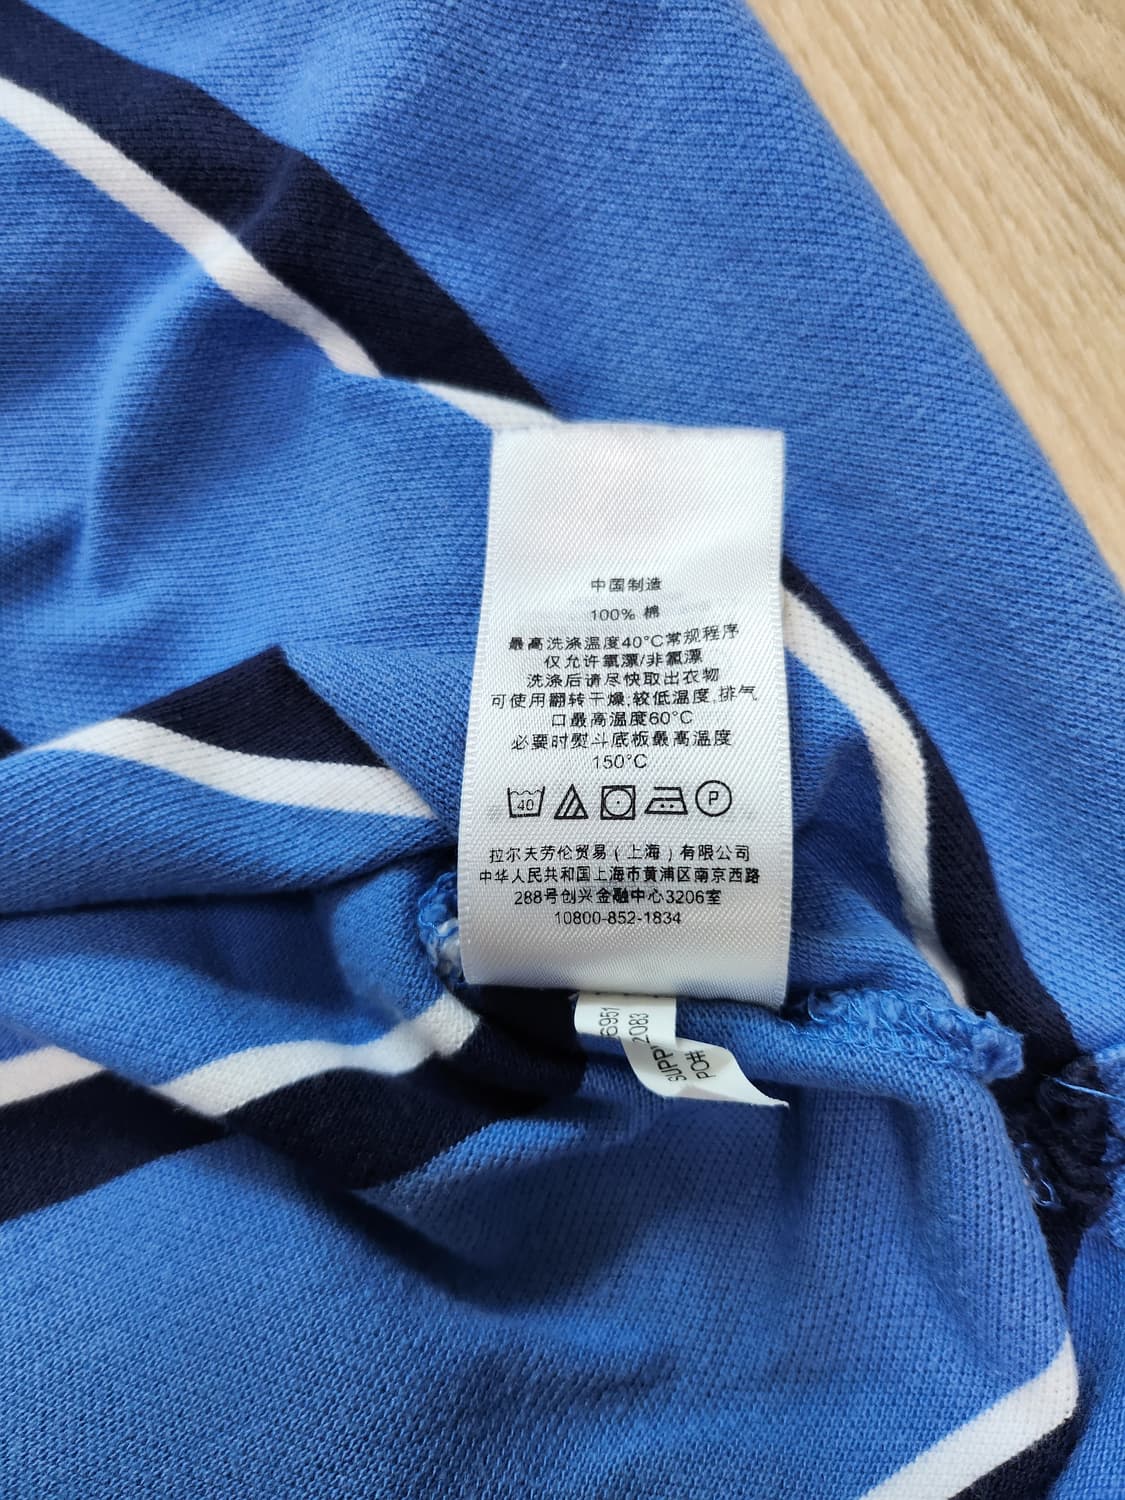 中国制造
100% 棉
最高洗涤温度40°C常规程序
仅允许氧漂/非氯漂
洗涤后请尽快取出衣物
可使用翻转干燥,较低温度,排气
口最高温度60°C
必要时熨斗底板最高温度
150°C
40
P
拉尔夫劳伦贸易(上海)有限公司
中华人民共和国上海市黄浦区南京西路
288号创兴金融中心3206室
10800-852-1834
2083
PO#